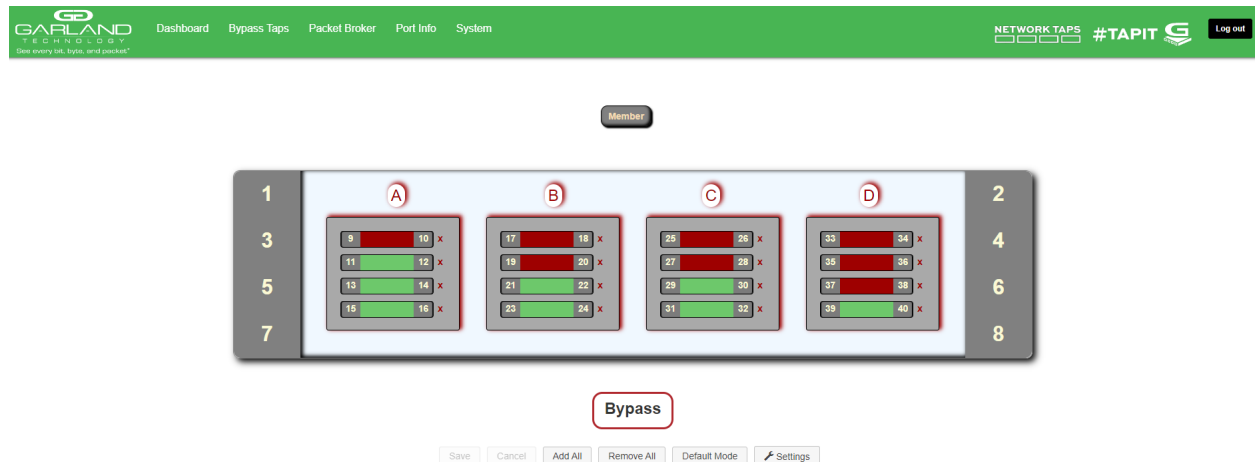 GARLAND
TECHNOLOGY
See every bit, byte, and packet®
Dashboard Bypass Taps Packet Broker Port Info System
NETWORK TAPS
#TAPIT
Log out
Member
1 A B C D 2
3 9 10 x 17 18 x 25 26 x 33 34 x 4
11 12 x 19 20 x 27 28 x 35 36 x
5 13 14 x 21 22 x 29 30 x 37 38 x 6
15 16 x 23 24 x 31 32 x 39 40 x
7 8
Bypass
Save Cancel Add All Remove All Default Mode Settings